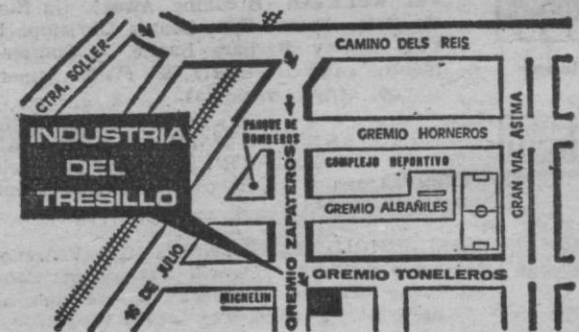 CAMINO DELS REIS
CTRA. SOLLER
INDUSTRIA
DEL
TRESILLO
PARQUE DE
BOMBEROS
GREMIO HORNEROS
COMPLEJO DEPORTIVO
GREMIO ALBAÑILES
GREMIO ZAPATEROS
GRAN VIA ASIMA
16 DE JULIO
GREMIO TONELEROS
MICHELIN